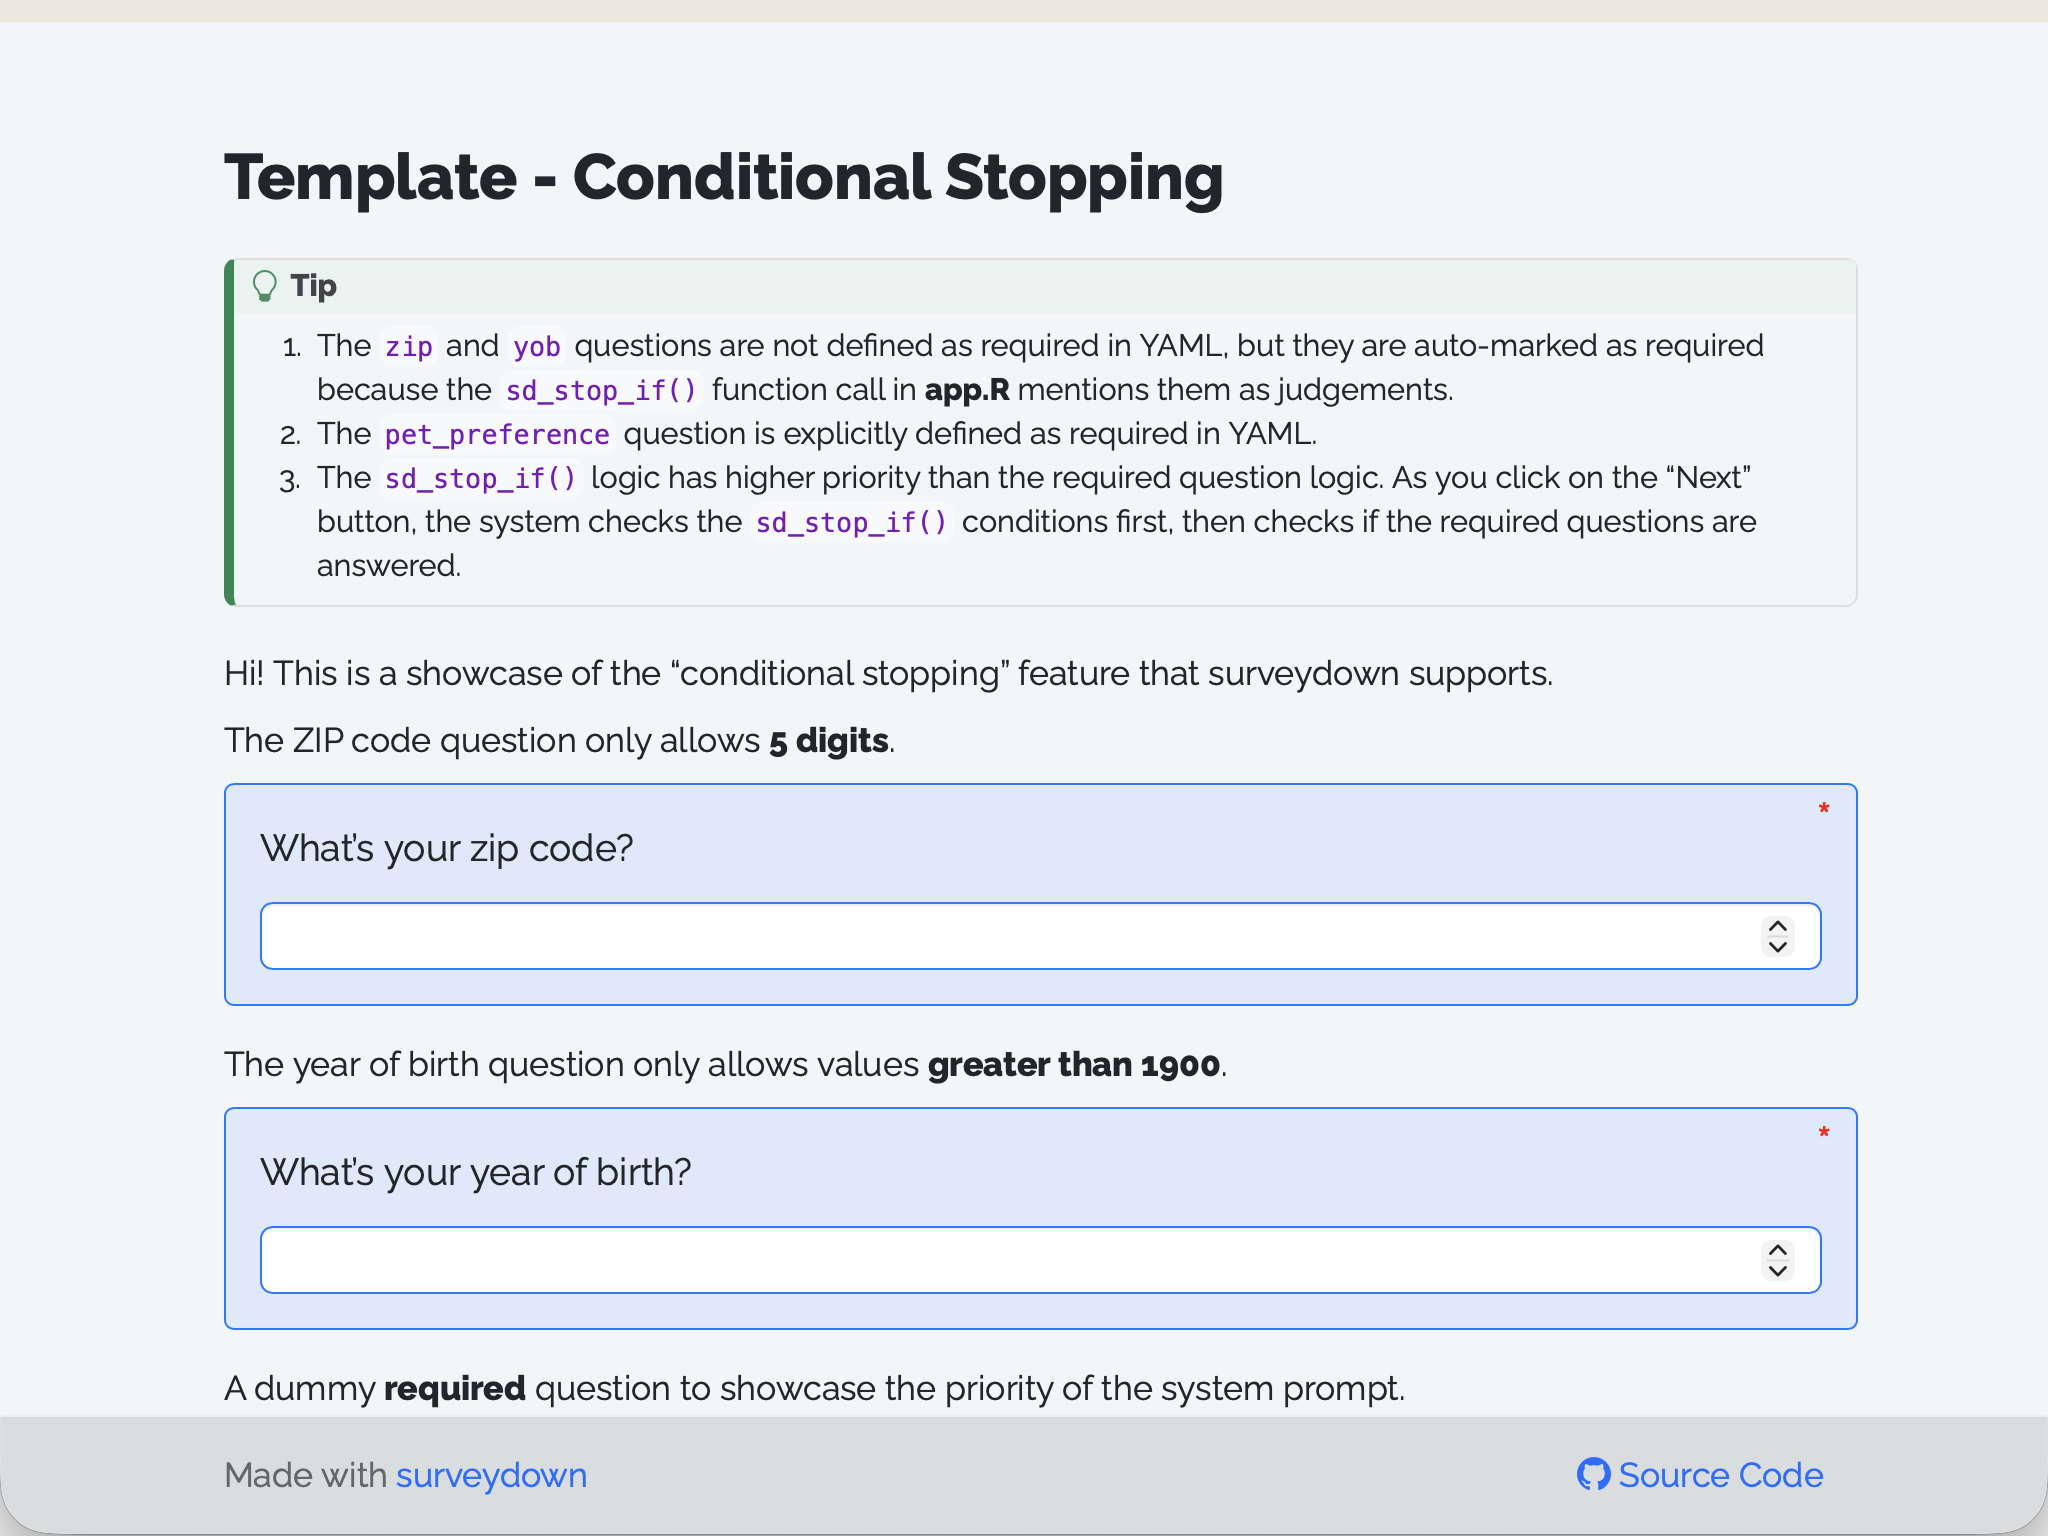 Template - Conditional Stopping
Tip
1. The zip and yob questions are not defined as required in YAML, but they are auto-marked as required
because the sd_stop_if() function call in app.R mentions them as judgements.
2. The pet_preference question is explicitly defined as required in YAML.
3. The sd_stop_if() logic has higher priority than the required question logic. As you click on the “Next”
button, the system checks the sd_stop_if() conditions first, then checks if the required questions are
answered.
Hi! This is a showcase of the “conditional stopping” feature that surveydown supports.
The ZIP code question only allows 5 digits.
*
What’s your zip code?
The year of birth question only allows values greater than 1900.
*
What’s your year of birth?
A dummy required question to showcase the priority of the system prompt.
Made with surveydown
Source Code